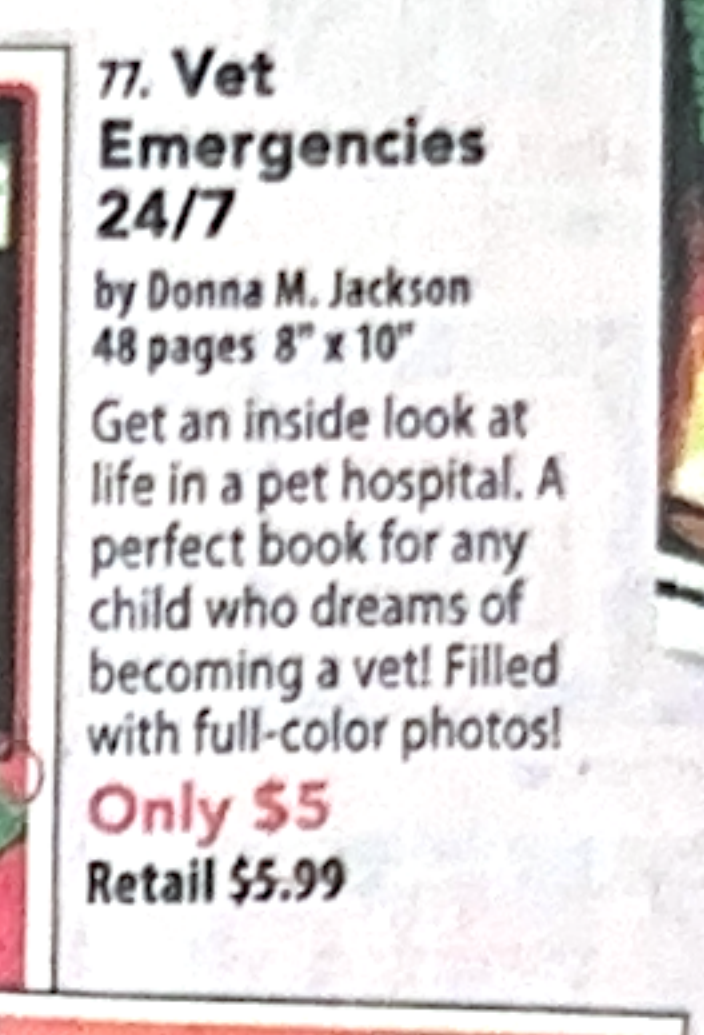 77. Vet
Emergencies
24/7
by Donna M. Jackson
48 pages 8" x 10"
Get an inside look at
life in a pet hospital. A
perfect book for any
child who dreams of
becoming a vet! Filled
with full-color photos!
Only $5
Retail $5.99